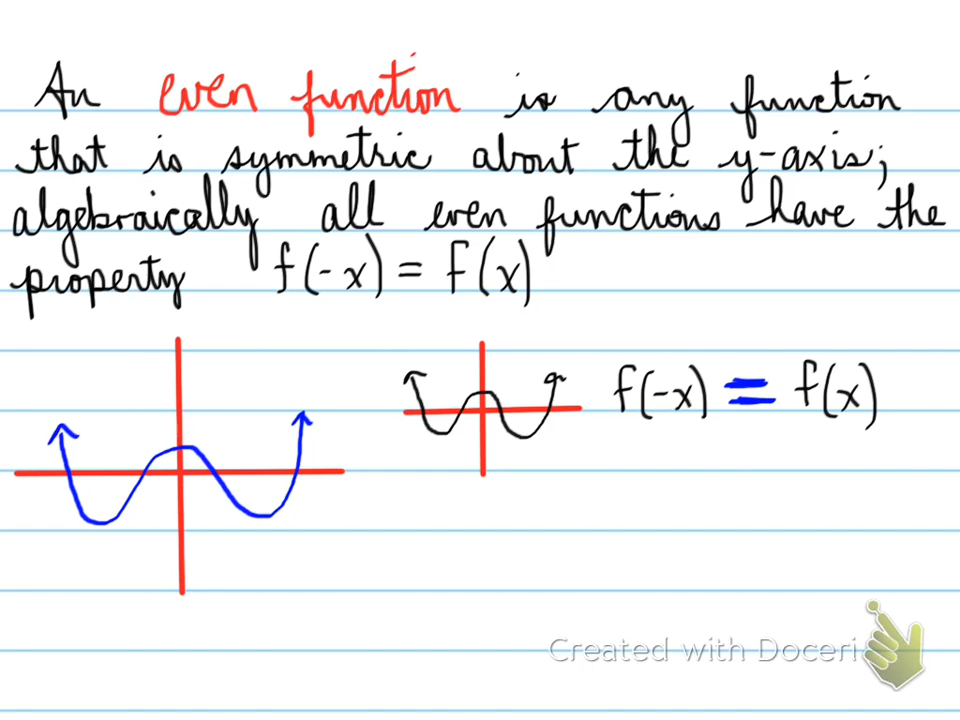 An even function is any function
that is symmetric about the y-axis;
algebraically all even functions have the
property f(-x) = f(x)
f(-x) = f(x)
Created with Doceri